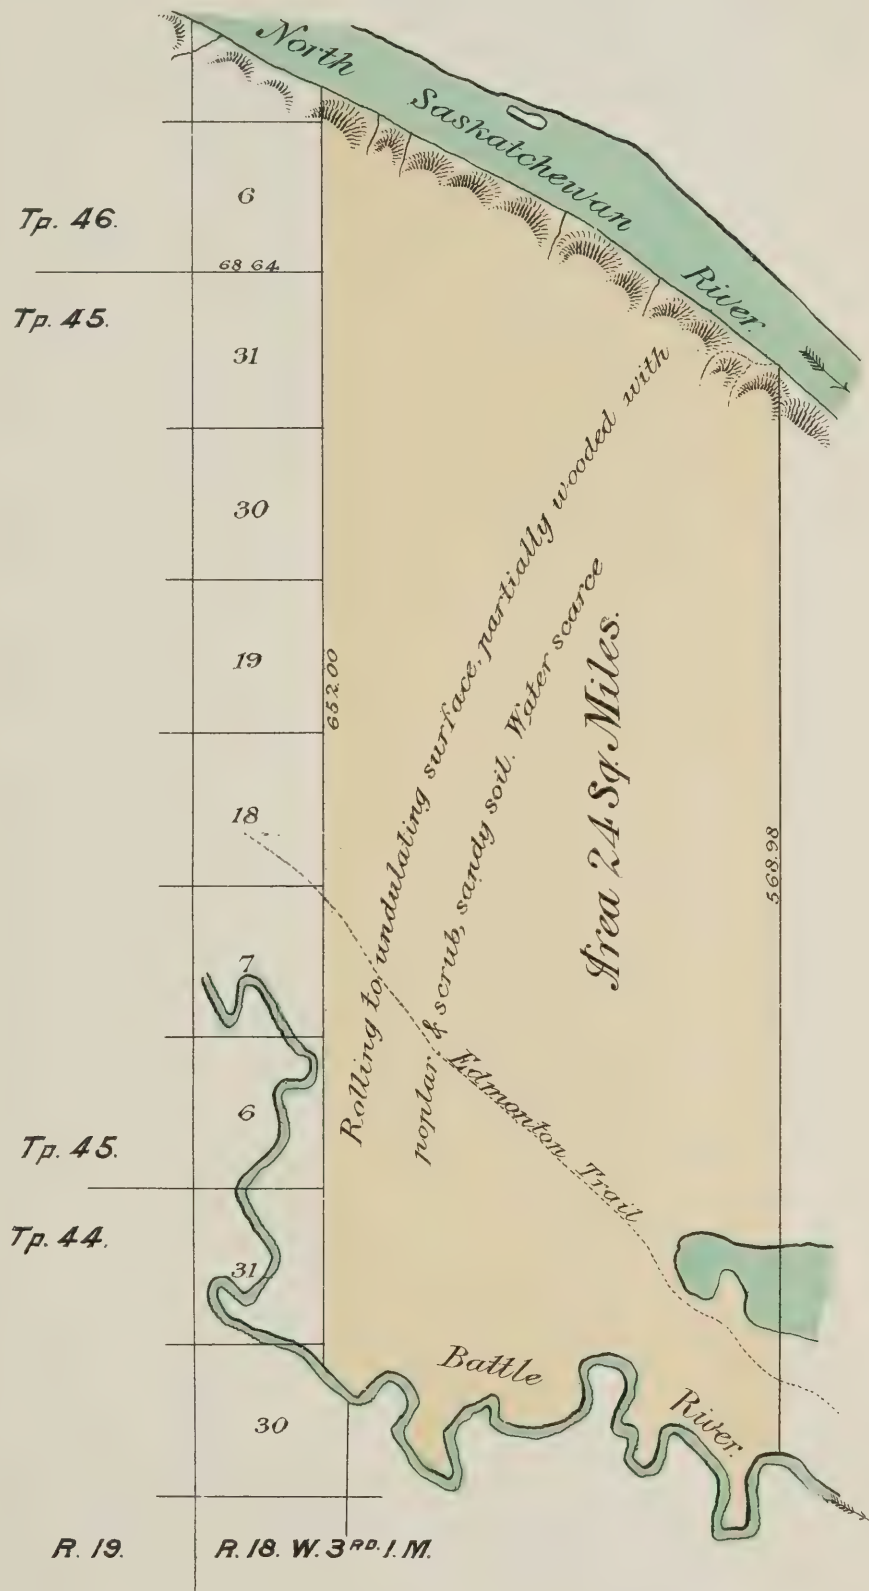 North Saskatchewan River.
Tp. 46.
6
68 64
Tp. 45.
31
30
19
652.00
18
568.98
Rolling to undulating surface, partially wooded with
poplar & scrub, sandy soil. Water scarce
Area 24 Sq. Miles.
7
Edmonton Trail
6
Tp. 45.
Tp. 44.
31
Battle River.
30
R. 19.
R. 18. W. 3RD. I. M.